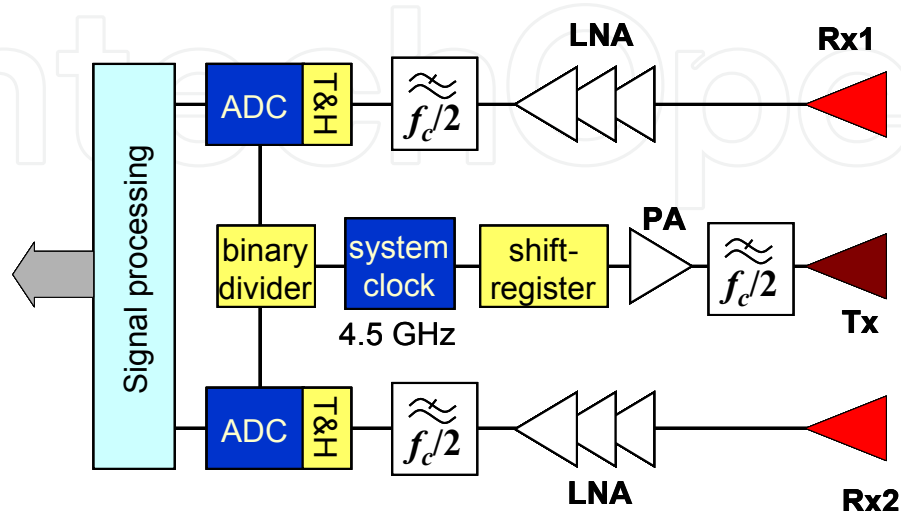 ntechOpe
LNA
Rx1
ADC
T&H
fc/2
Signal processing
binary
divider
system
clock
4.5 GHz
shift-
register
PA
fc/2
Tx
ADC
T&H
fc/2
LNA
Rx2